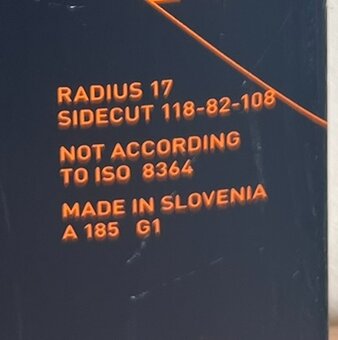 RADIUS 17
SIDECUT 118-82-108
NOT ACCORDING
TO ISO 8364
MADE IN SLOVENIA
A 185 G1